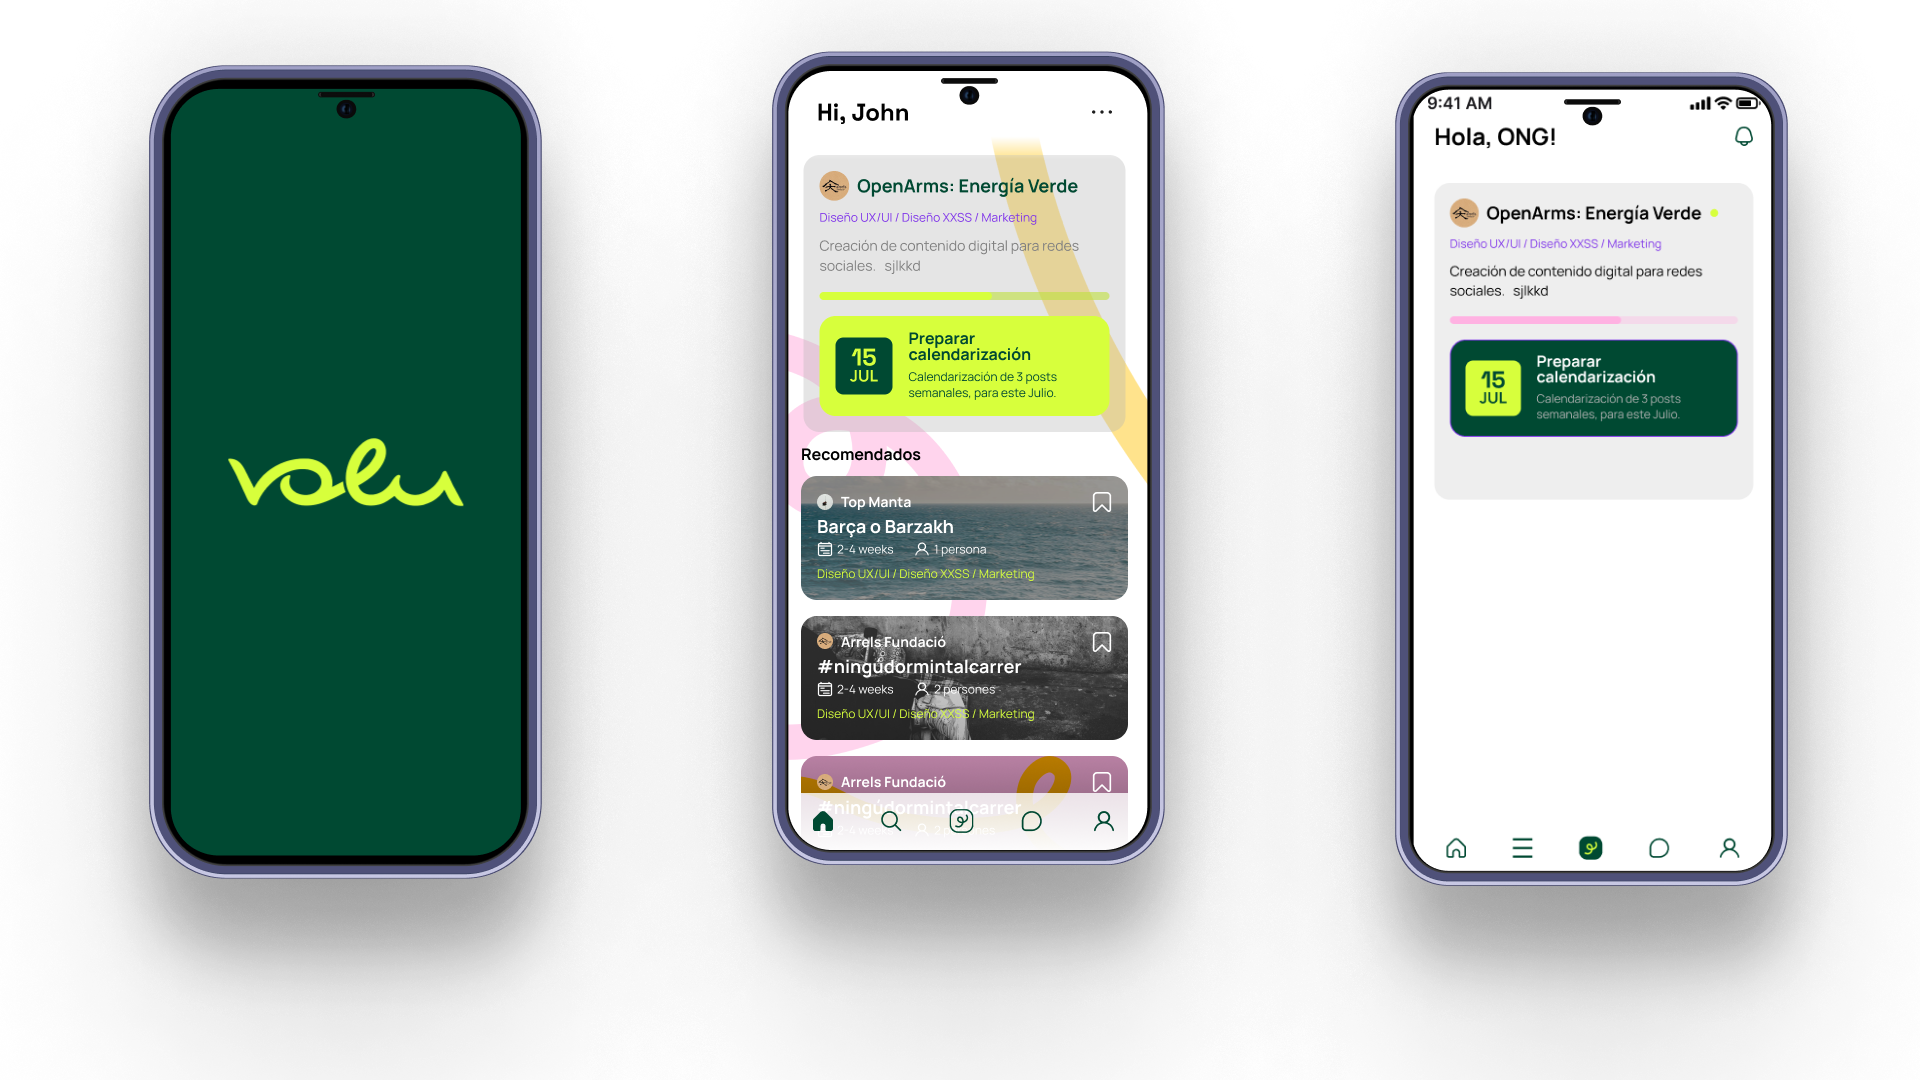 volu
Hi, John
OpenArms: Energía Verde
Diseño UX/UI / Diseño XXSS / Marketing
Creación de contenido digital para redes
sociales. sjlkkd
15
JUL
Preparar
calendarización
Calendarización de 3 posts
semanales, para este Julio.
Recomendados
Top Manta
Barça o Barzakh
2-4 weeks 1 persona
Diseño UX/UI / Diseño XXSS / Marketing
Arrels Fundació
#ningúdormintalcarrer
2-4 weeks 2 persones
Diseño UX/UI / Diseño XXSS / Marketing
Arrels Fundació
#ningúdormintalcarrer
2-4 weeks 2 persones
9:41 AM
Hola, ONG!
OpenArms: Energía Verde
Diseño UX/UI / Diseño XXSS / Marketing
Creación de contenido digital para redes
sociales. sjlkkd
15
JUL
Preparar
calendarización
Calendarización de 3 posts
semanales, para este Julio.